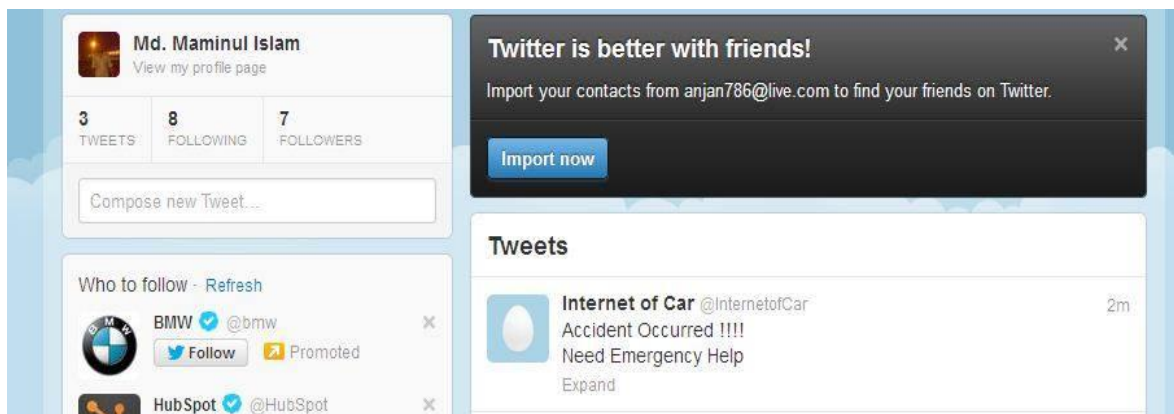 Md. Maminul Islam
View my profile page
3
TWEETS
8
FOLLOWING
7
FOLLOWERS
Compose new Tweet...
Who to follow · Refresh
BMW @bmw
Follow Promoted
HubSpot @HubSpot
Twitter is better with friends!
Import your contacts from anjan786@live.com to find your friends on Twitter.
Import now
Tweets
Internet of Car @InternetofCar 2m
Accident Occurred !!!!
Need Emergency Help
Expand